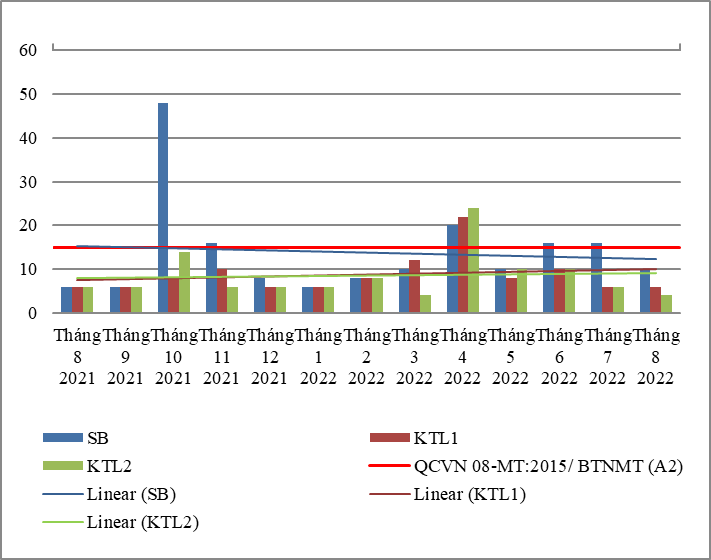 60
50
40
30
20
10
0
Tháng Tháng Tháng Tháng Tháng Tháng Tháng Tháng Tháng Tháng Tháng Tháng Tháng
8 9 10 11 12 1 2 3 4 5 6 7 8
2021 2021 2021 2021 2021 2022 2022 2022 2022 2022 2022 2022 2022
SB KTL1
KTL2 QCVN 08-MT:2015/ BTNMT (A2)
Linear (SB) Linear (KTL1)
Linear (KTL2)